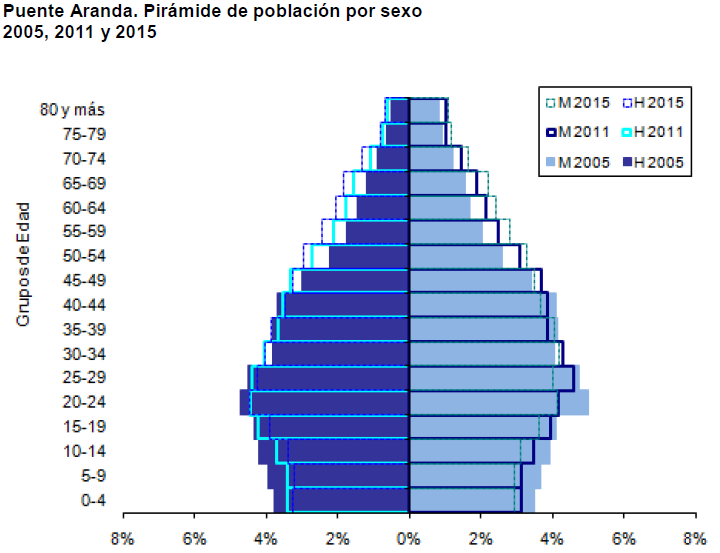 Puente Aranda. Pirámide de población por sexo
2005, 2011 y 2015
M 2015 H 2015
M 2011 H 2011
M 2005 H 2005
Grupos de Edad
80 y más
75-79
70-74
65-69
60-64
55-59
50-54
45-49
40-44
35-39
30-34
25-29
20-24
15-19
10-14
5-9
0-4
8% 6% 4% 2% 0% 2% 4% 6% 8%